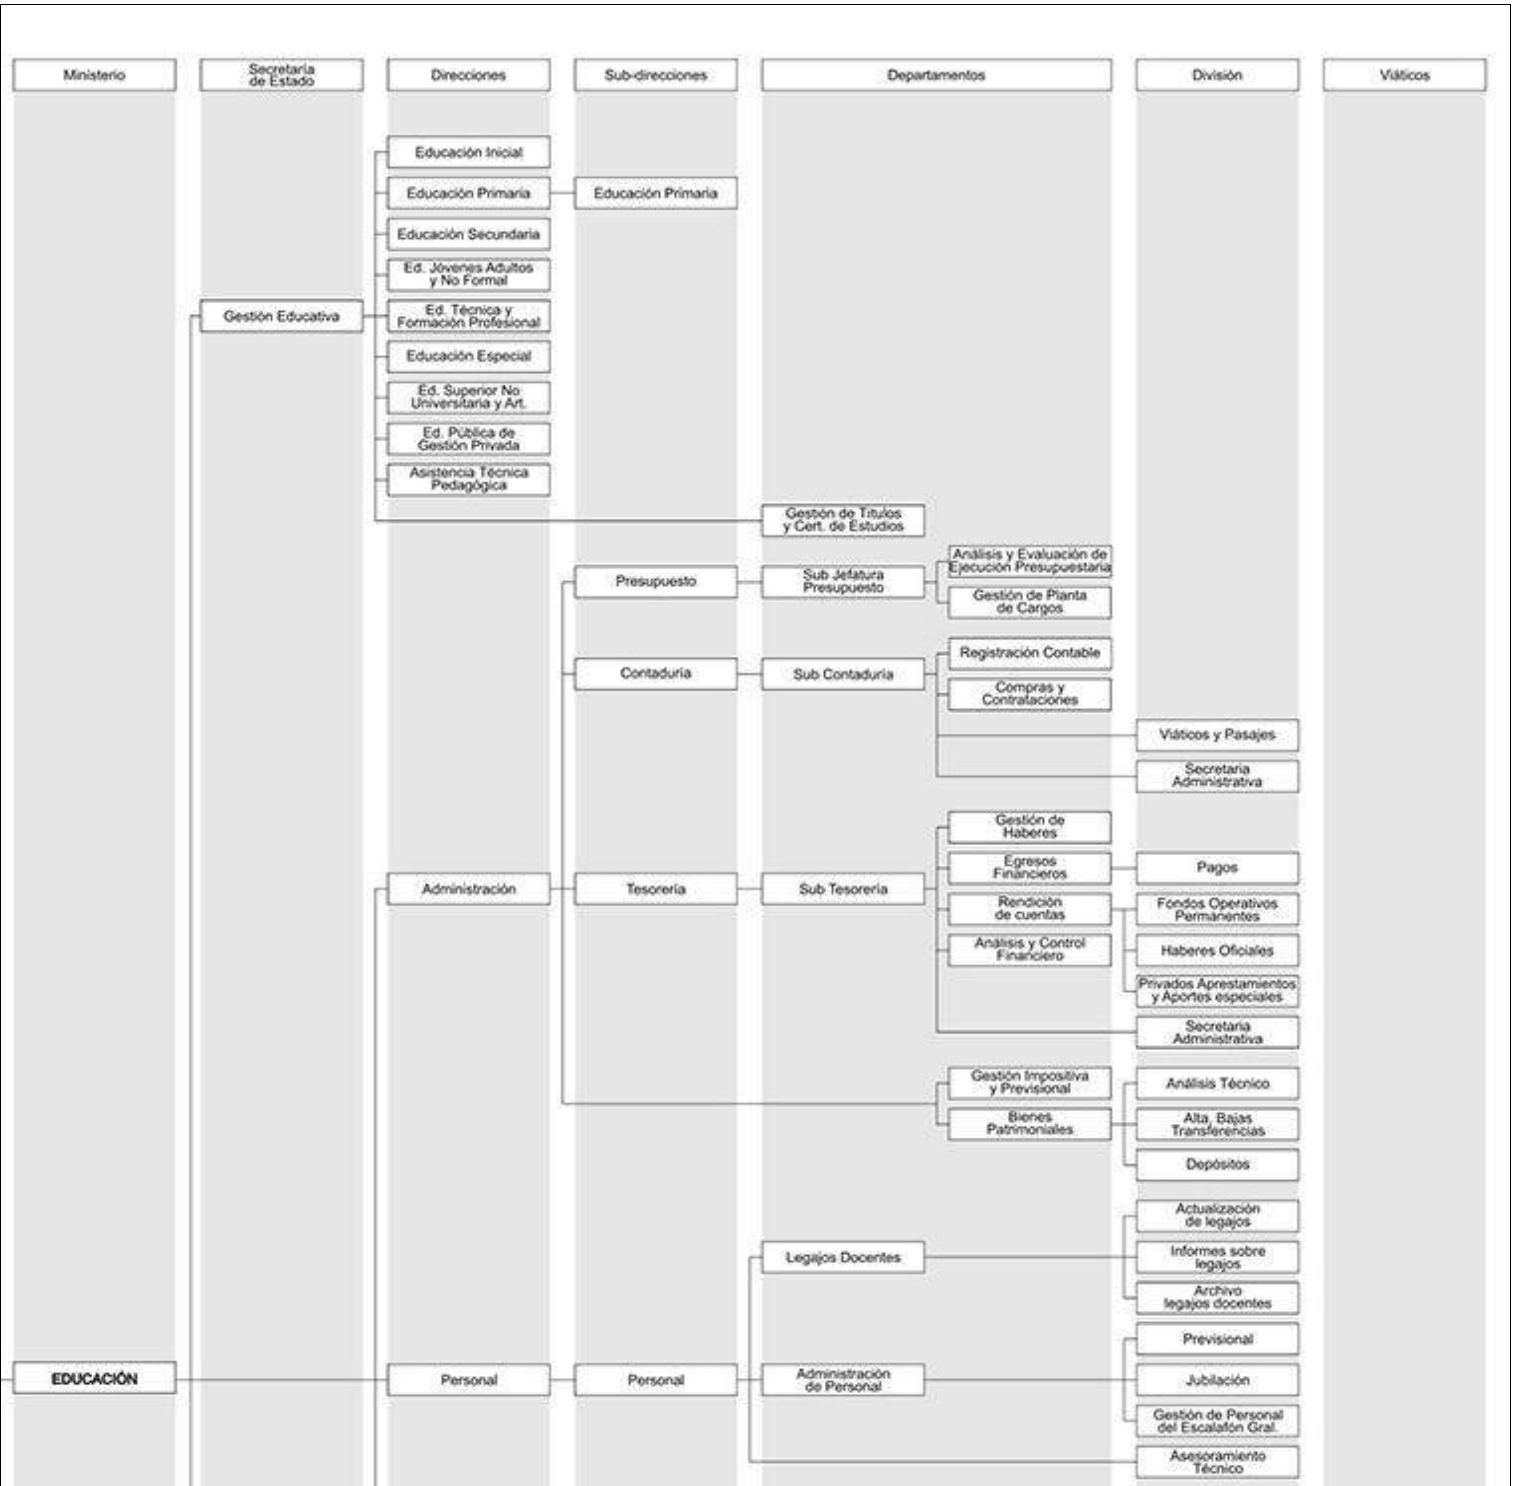 Ministerio
Secretaría
de Estado
Direcciones
Sub-direcciones
Departamentos
División
Viáticos
Educación Inicial
Educación Primaria
Educación Primaria
Educación Secundaria
Ed. Jóvenes Adultos
y No Formal
Gestión Educativa
Ed. Técnica y
Formación Profesional
Educación Especial
Ed. Superior No
Universitaria y Art.
Ed. Pública de
Gestión Privada
Asistencia Técnica
Pedagógica
Gestión de Títulos
y Cert. de Estudios
Presupuesto
Sub Jefatura
Presupuesto
Análisis y Evaluación de
Ejecución Presupuestaria
Gestión de Planta
de Cargos
Contaduría
Sub Contaduría
Registración Contable
Compras y
Contrataciones
Viáticos y Pasajes
Secretaria
Administrativa
Administración
Tesorería
Sub Tesorería
Gestión de
Haberes
Egresos
Financieros
Pagos
Rendición
de cuentas
Fondos Operativos
Permanentes
Análisis y Control
Financiero
Haberes Oficiales
Privados Aprestamientos
y Aportes especiales
Secretaria
Administrativa
Gestión Impositiva
y Previsional
Análisis Técnico
Bienes
Patrimoniales
Alta, Bajas
Transferencias
Depósitos
Legajos Docentes
Actualización
de legajos
Informes sobre
legajos
Archivo
legajos docentes
EDUCACIÓN
Personal
Personal
Administración
de Personal
Previsional
Jubilación
Gestión de Personal
del Escalafón Gral.
Asesoramiento
Técnico